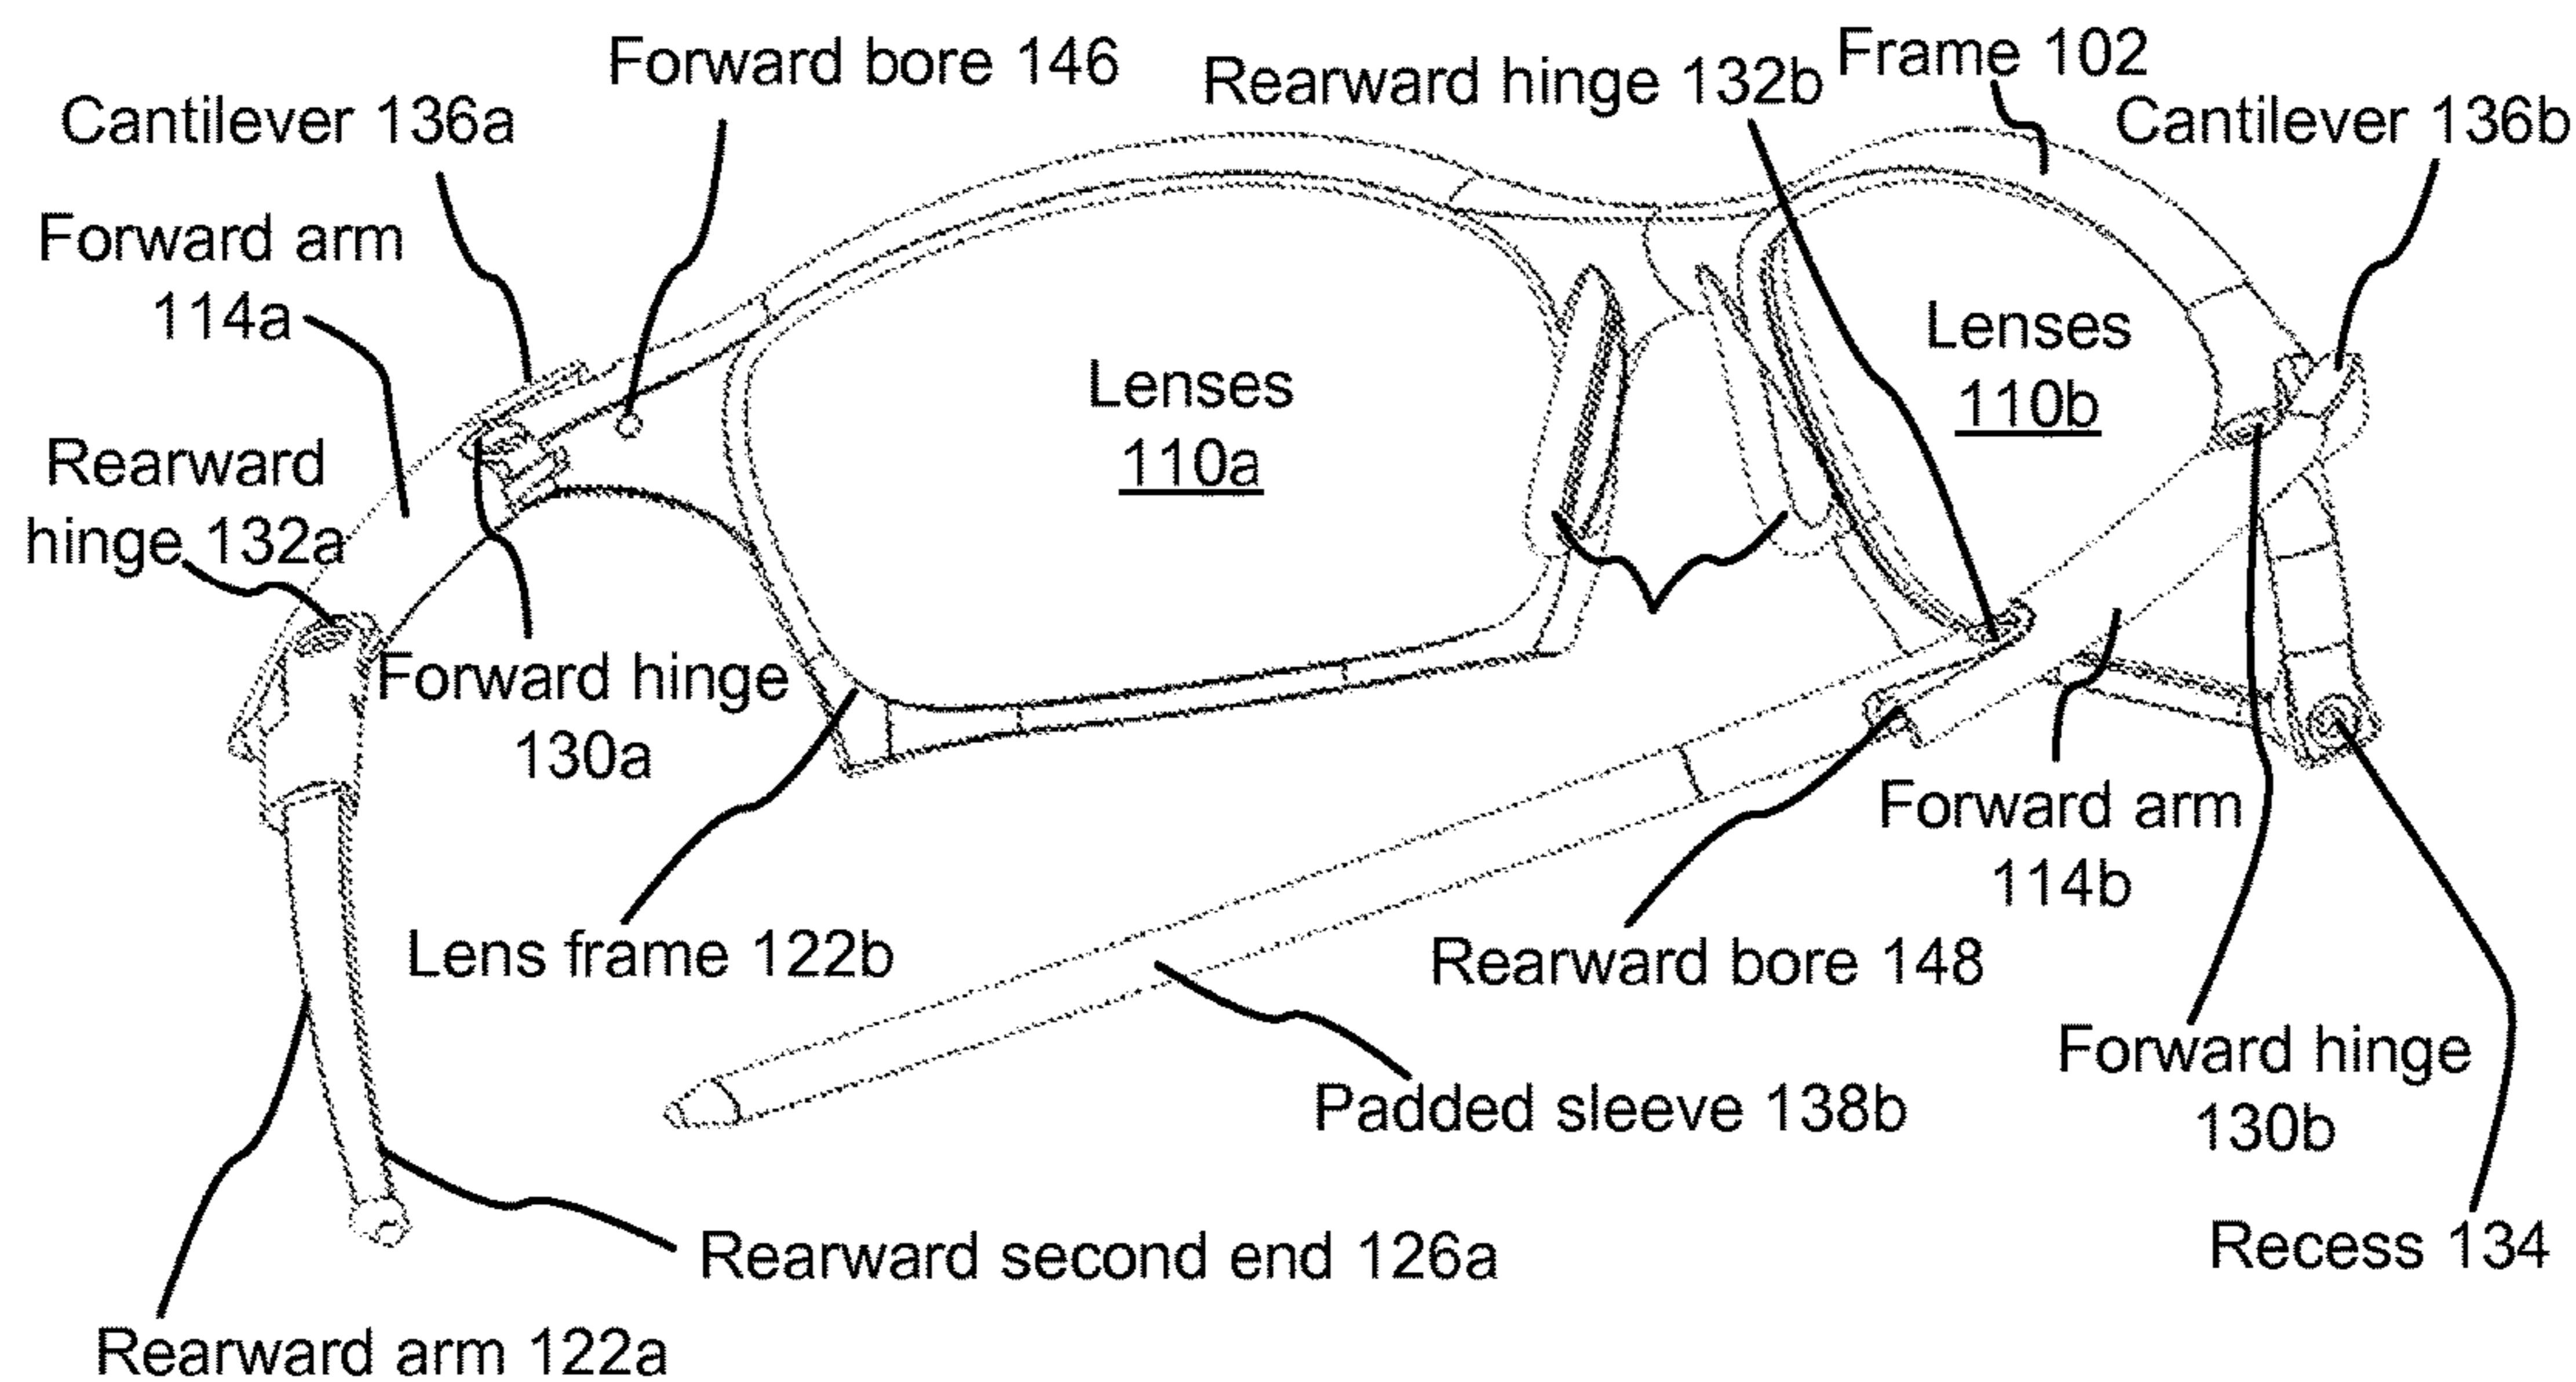 Forward bore 146
Rearward hinge 132b
Frame 102
Cantilever 136a
Cantilever 136b
Forward arm
114a
Lenses
110a
Lenses
110b
Rearward
hinge 132a
Forward hinge
130a
Forward arm
114b
Lens frame 122b
Rearward bore 148
Forward hinge
130b
Padded sleeve 138b
Recess 134
Rearward second end 126a
Rearward arm 122a